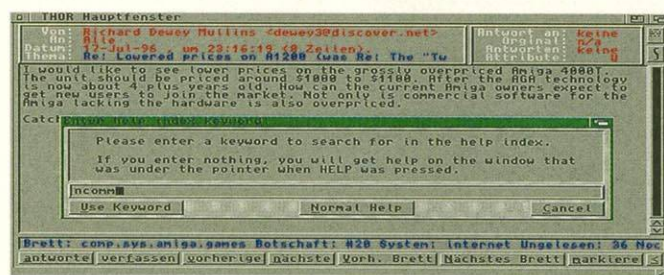 THOR Hauptfenster
Von: Richard Dewey Mullins <dewey3@discover.net>
An: Alle
Datum: 17-Jul-96 , um 23:16:19 (8 Zeilen).
Thema: Re: Lowered prices on A1200 (was Re: The "Tw
Antwort an: keine
Orginal: n/a
Antworten: keine
Attribute: U
I would like to see lower prices on the grossly overpriced Amiga 4000T.
The unit should be priced around $1000 to $1100. After the AGA technology
is now about 4 plus years old. How can the current Amiga owners expect to
get new users to join the market. Not only is commercial software for the
Amiga lacking the hardware is also overpriced.
Catch
Enter help index keyword
Please enter a keyword to search for in the help index.
If you enter nothing, you will get help on the window that
was under the pointer when HELP was pressed.
ncomm
Use Keyword Normal Help Cancel
Brett: comp.sys.amiga.games Botschaft: #20 System: Internet Ungelesen: 36 Noc
antworte verfassen vorherige nächste Vorh. Brett Nächstes Brett markiere